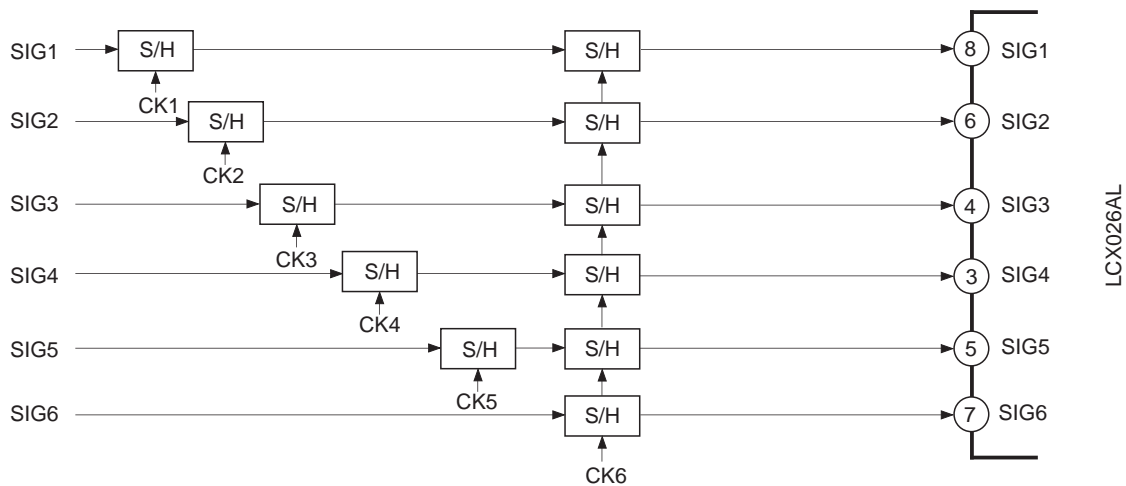 SIG1 S/H S/H 8 SIG1
CK1
SIG2 S/H S/H 6 SIG2
CK2
SIG3 S/H S/H 4 SIG3
CK3
SIG4 S/H S/H 3 SIG4
CK4
SIG5 S/H S/H 5 SIG5
CK5
SIG6 S/H 7 SIG6
CK6
LCX026AL